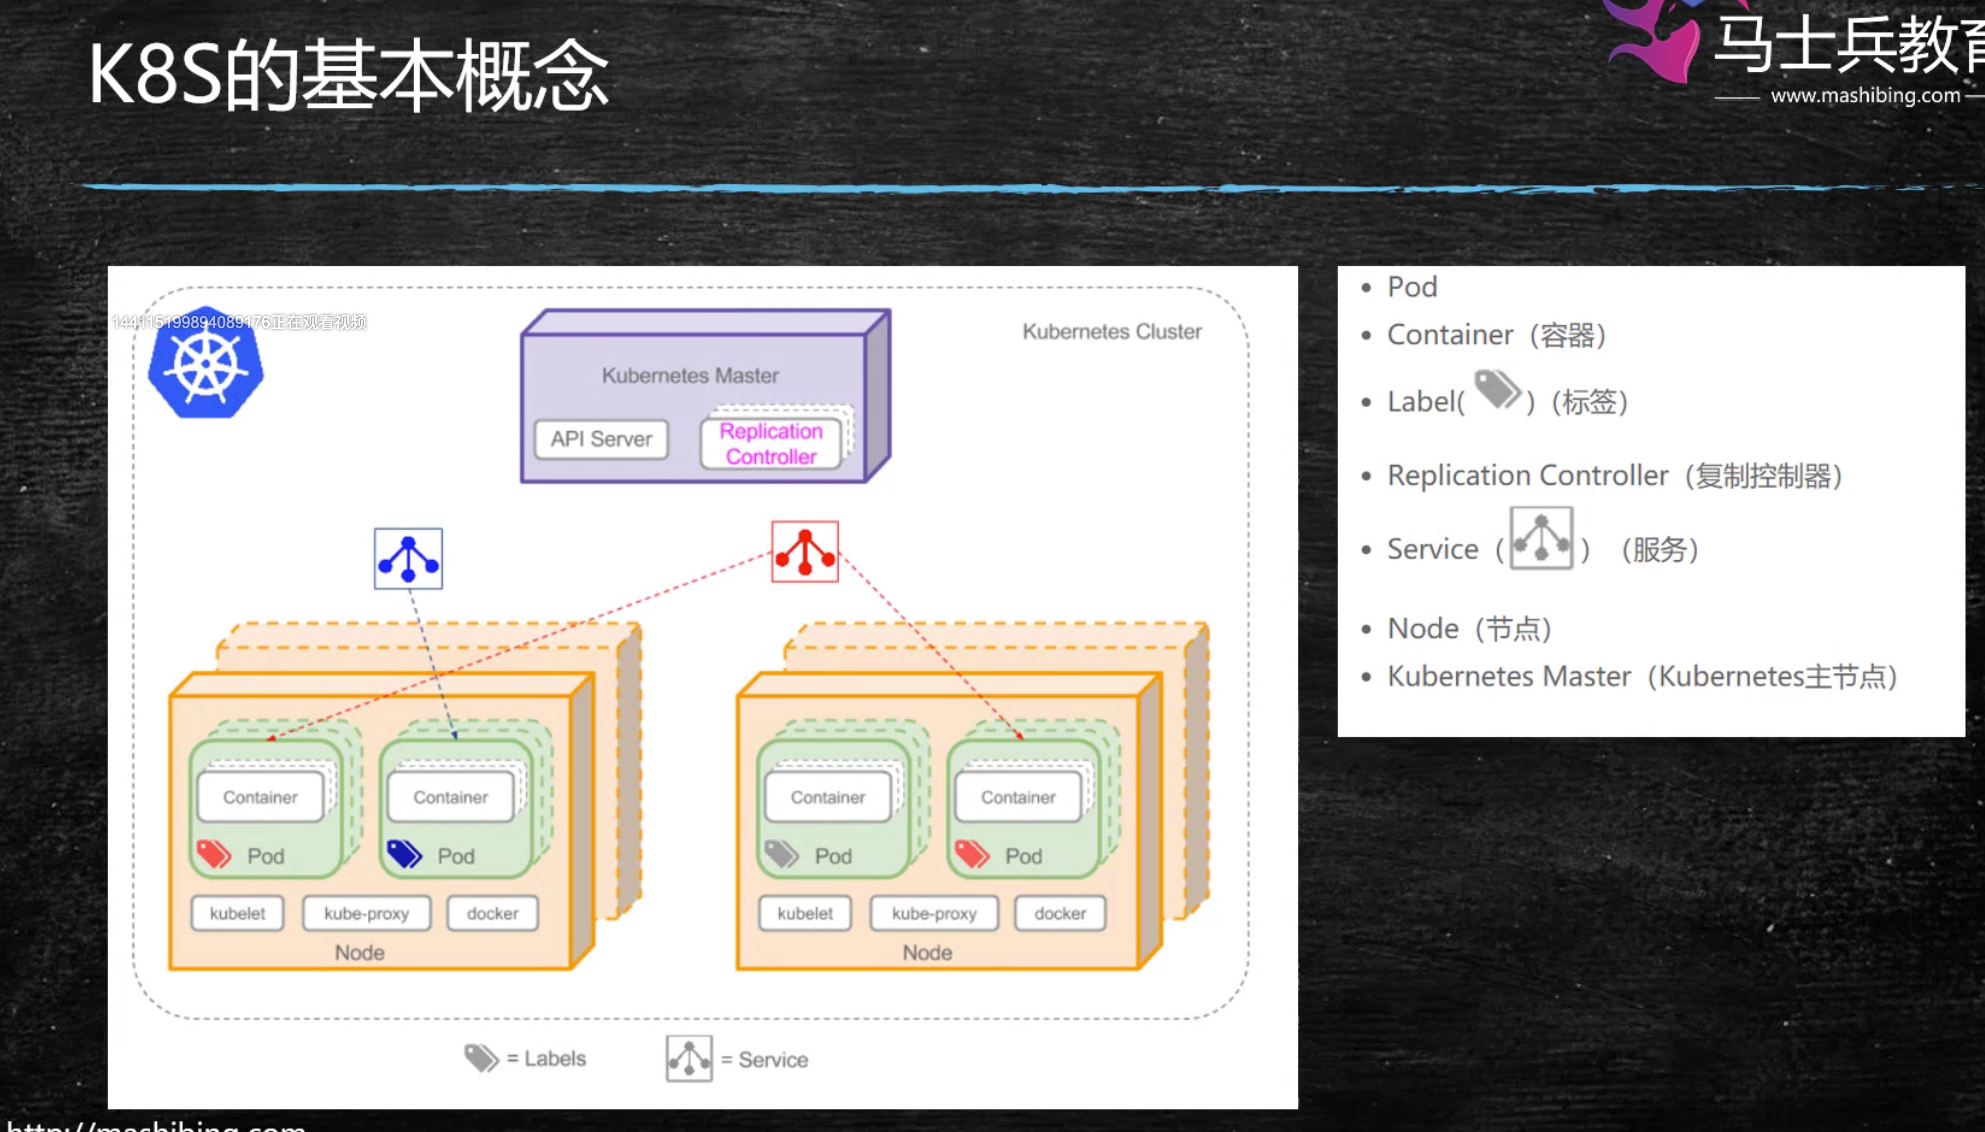 K8S的基本概念
马士兵教育
www.mashibing.com
144115199894089176正在观看视频
Kubernetes Cluster
Kubernetes Master
API Server
Replication
Controller
Container
Container
Pod
Pod
kubelet
kube-proxy
docker
Node
Container
Container
Pod
Pod
kubelet
kube-proxy
docker
Node
= Labels
= Service
• Pod
• Container（容器）
• Label( )（标签）
• Replication Controller（复制控制器）
• Service（ ）（服务）
• Node（节点）
• Kubernetes Master（Kubernetes主节点）
http://mashibing.com